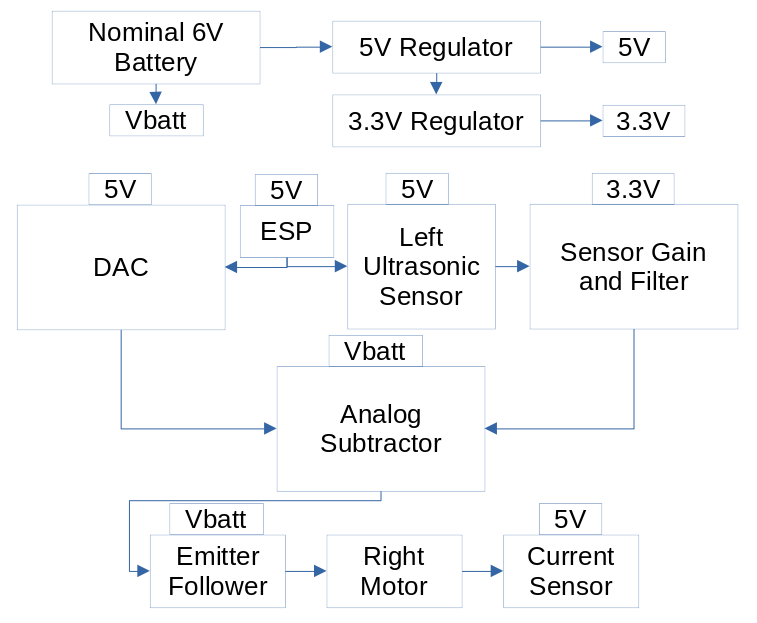 Nominal 6V
Battery
5V Regulator
5V
Vbatt
3.3V Regulator
3.3V
5V
5V
5V
3.3V
DAC
ESP
Left
Ultrasonic
Sensor
Sensor Gain
and Filter
Vbatt
Analog
Subtractor
Vbatt
5V
Emitter
Follower
Right
Motor
Current
Sensor